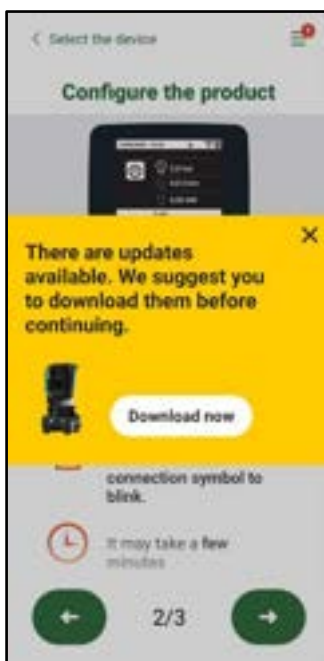 Select the device
Configure the product
There are updates
available. We suggest you
to download them before
continuing.
Download now
connection symbol to
blink.
It may take a few
minutes
2/3